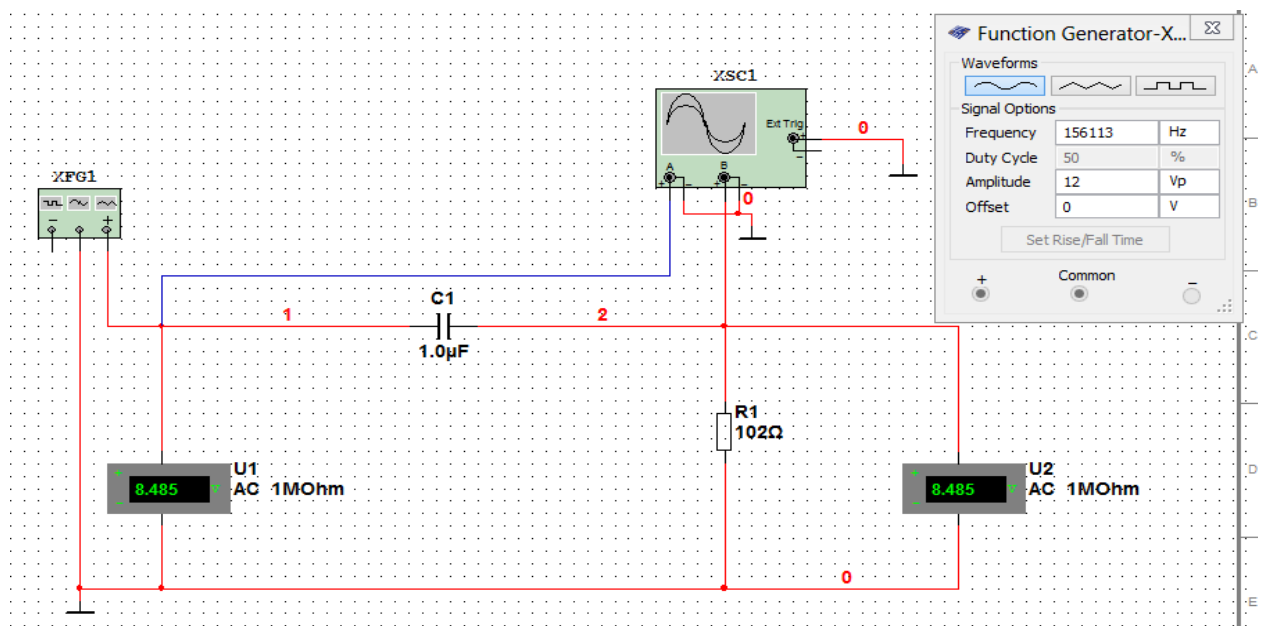 XFG1
XSC1
Ext Trig
+
−
A
B
+
−
+
−
0
0
−
+
1
C1
1.0µF
2
R1
102Ω
+
8.485
V
−
U1
AC 1MOhm
+
8.485
V
−
U2
AC 1MOhm
0
Function Generator-X...
Waveforms
Signal Options
Frequency 156113 Hz
Duty Cycle 50 %
Amplitude 12 Vp
Offset 0 V
Set Rise/Fall Time
+ Common −
A
B
C
D
E